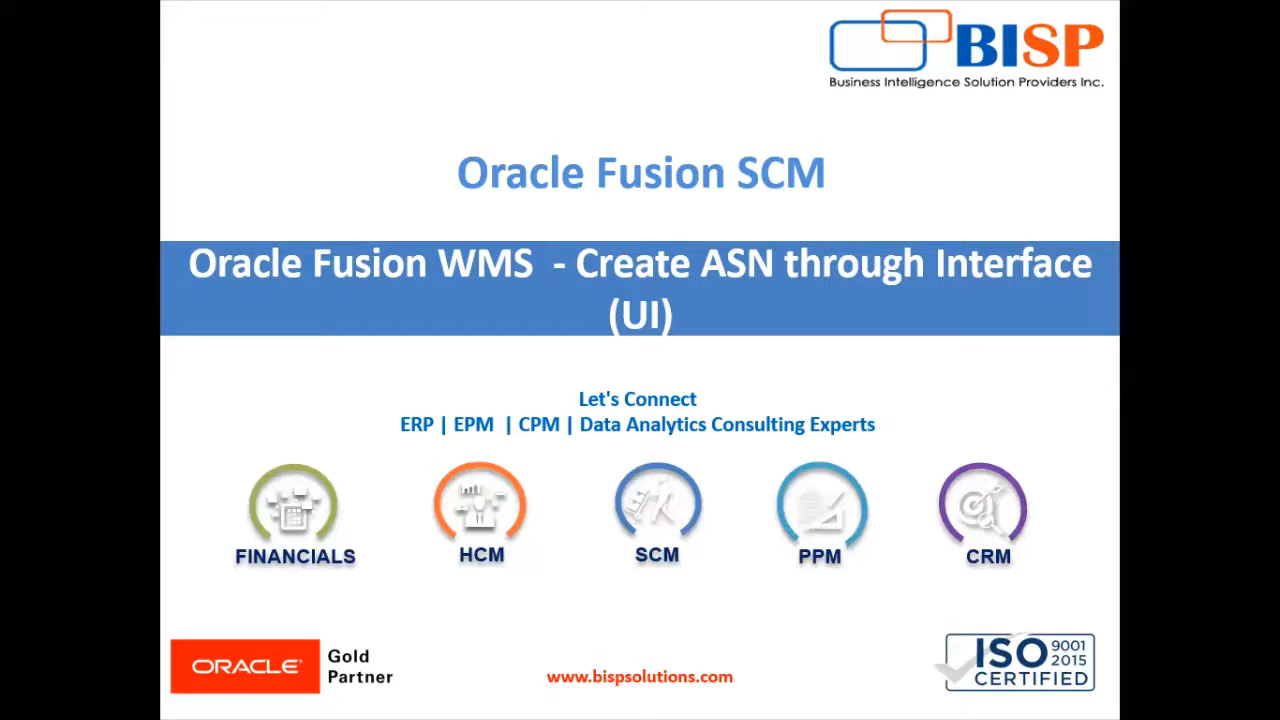 BISP
Business Intelligence Solution Providers Inc.
Oracle Fusion SCM
Oracle Fusion WMS - Create ASN through Interface
(UI)
Let's Connect
ERP | EPM | CPM | Data Analytics Consulting Experts
FINANCIALS
HCM
SCM
PPM
CRM
ORACLE
Gold
Partner
www.bispsolutions.com
ISO 9001
2015
CERTIFIED